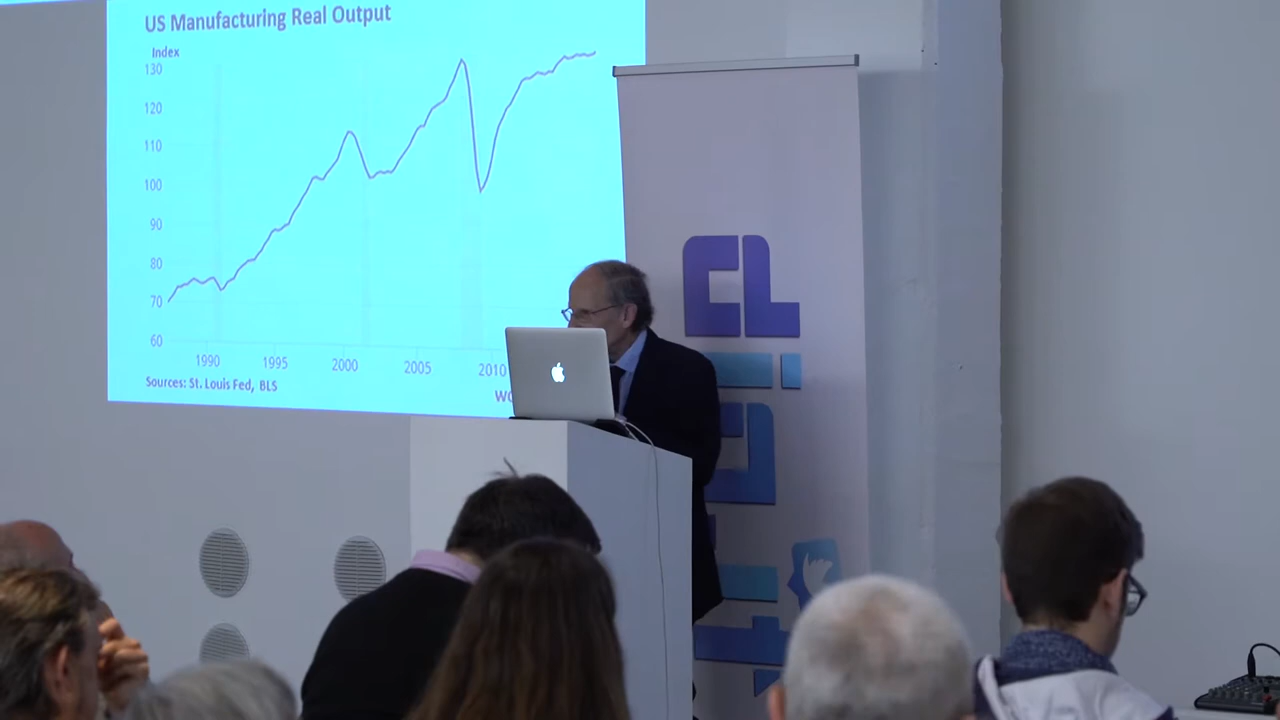 US Manufacturing Real Output
Index
130
120
110
100
90
80
70
60
1990 1995 2000 2005 2010
Sources: St. Louis Fed, BLS